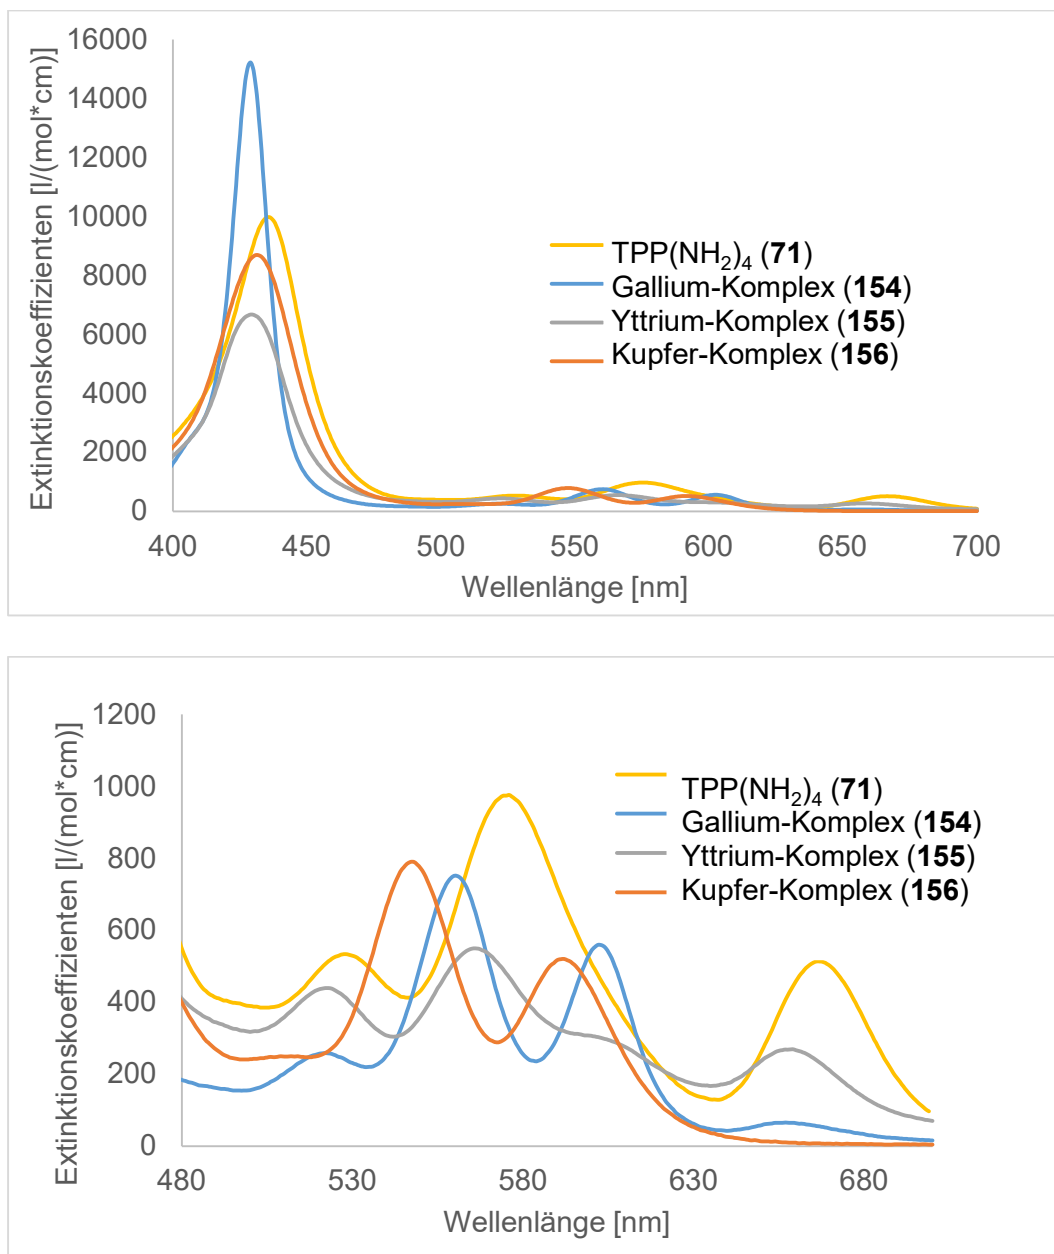 16000
14000
12000
10000
8000
6000
4000
2000
0
400 450 500 550 600 650 700
Extinktionskoeffizienten [l/(mol*cm)]
Wellenlänge [nm]
TPP(NH₂)₄ (71)
Gallium-Komplex (154)
Yttrium-Komplex (155)
Kupfer-Komplex (156)
1200
1000
800
600
400
200
0
480 530 580 630 680
Extinktionskoeffizienten [l/(mol*cm)]
Wellenlänge [nm]
TPP(NH₂)₄ (71)
Gallium-Komplex (154)
Yttrium-Komplex (155)
Kupfer-Komplex (156)